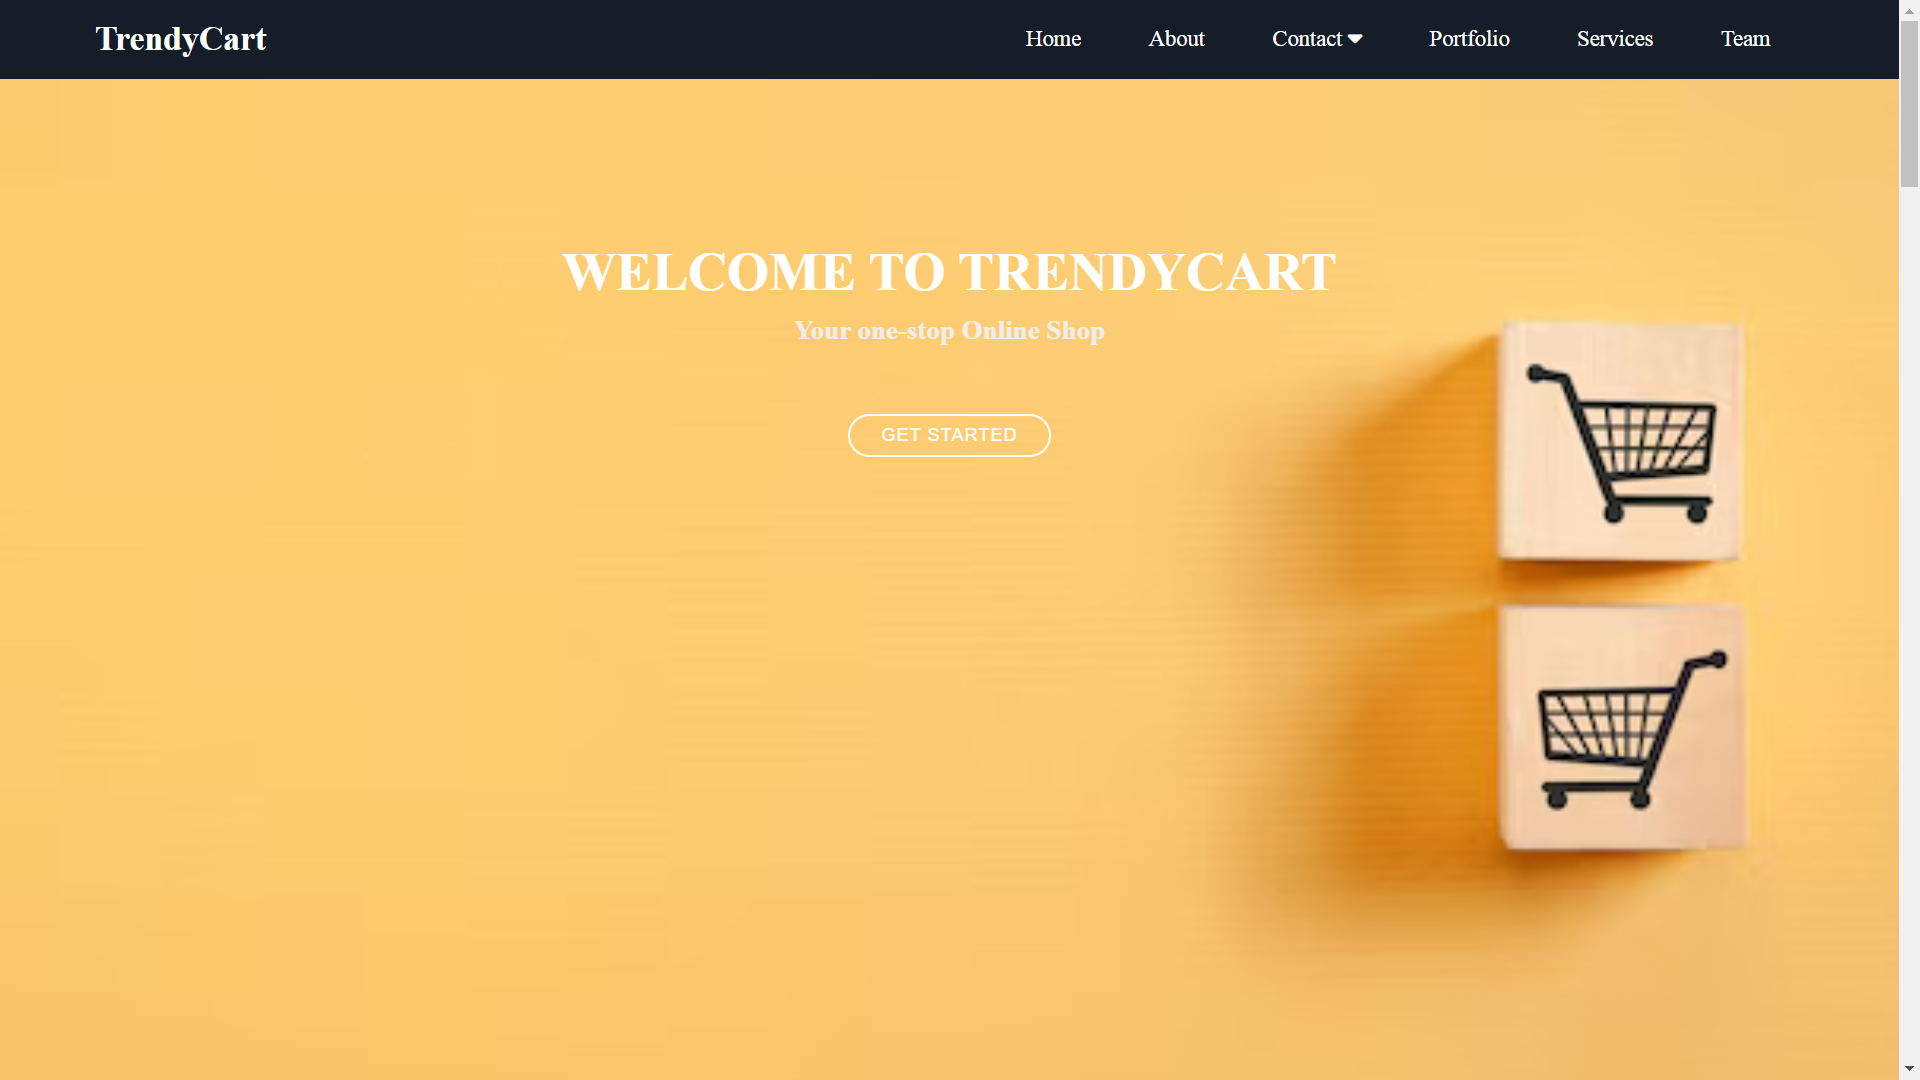 TrendyCart
Home About Contact Portfolio Services Team
WELCOME TO TRENDYCART
Your one-stop Online Shop
GET STARTED